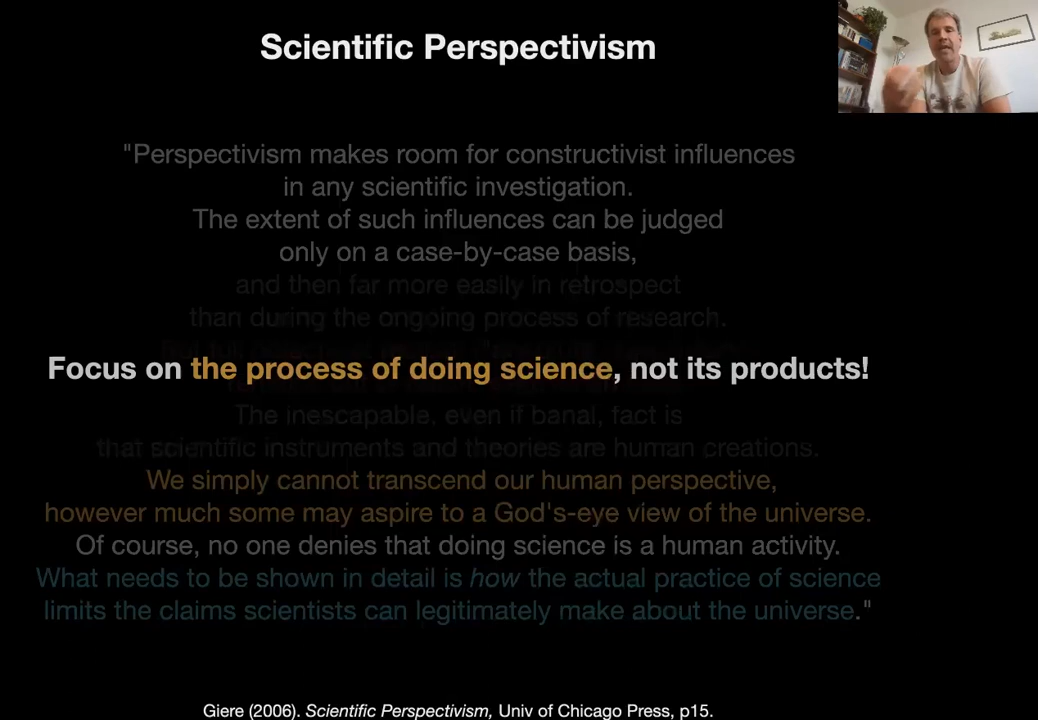 Scientific Perspectivism
"Perspectivism makes room for constructivist influences
in any scientific investigation.
The extent of such influences can be judged
only on a case-by-case basis,
and then far more easily in retrospect
than during the ongoing process of research.
Focus on the process of doing science, not its products!
The inescapable, even if banal, fact is
that scientific instruments and theories are human creations.
We simply cannot transcend our human perspective,
however much some may aspire to a God's-eye view of the universe.
Of course, no one denies that doing science is a human activity.
What needs to be shown in detail is how the actual practice of science
limits the claims scientists can legitimately make about the universe."
Giere (2006). Scientific Perspectivism, Univ of Chicago Press, p15.